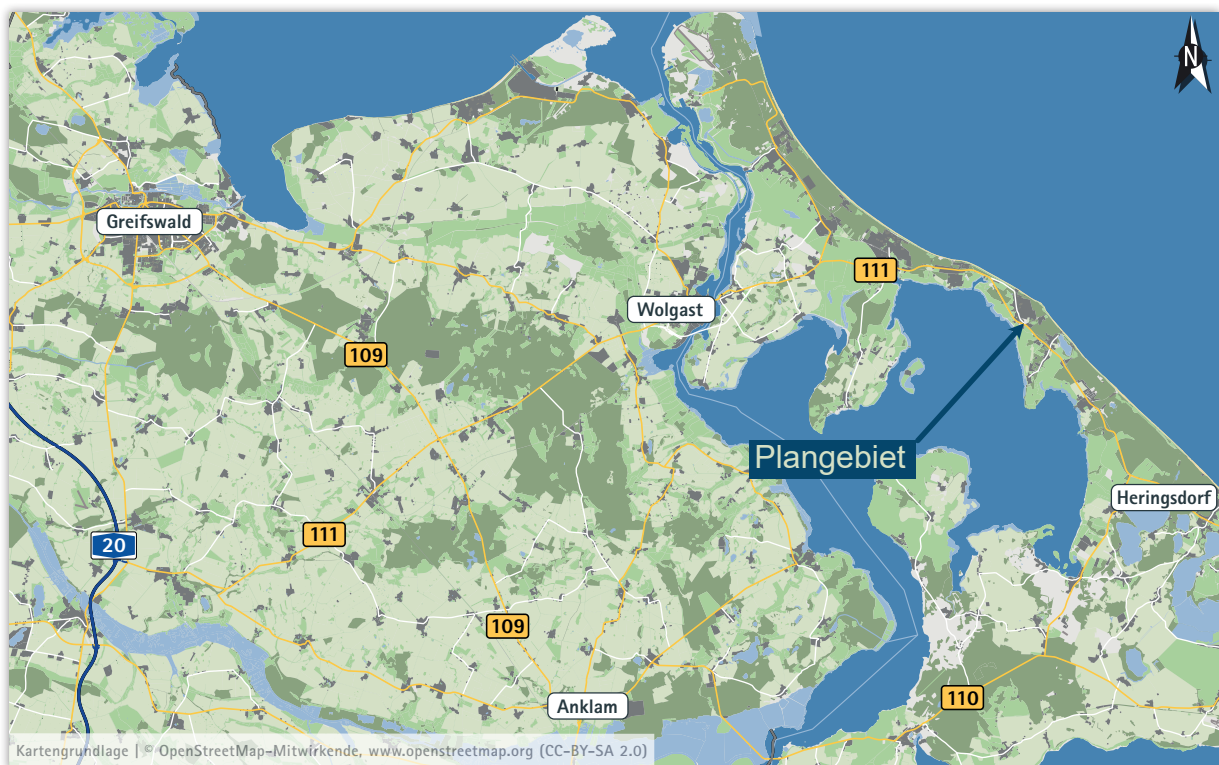 N
Greifswald
111
Wolgast
109
Plangebiet
Heringsdorf
111
20
109
110
Anklam
Kartengrundlage | © OpenStreetMap-Mitwirkende, www.openstreetmap.org (CC-BY-SA 2.0)